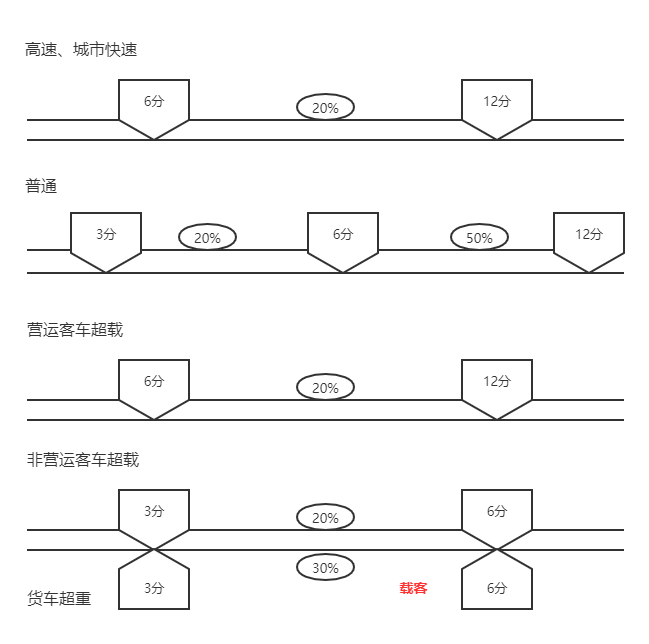 高速、城市快速
6分
20%
12分
普通
3分
20%
6分
50%
12分
营运客车超载
6分
20%
12分
非营运客车超载
3分
20%
6分
30%
货车超重
3分
载客
6分